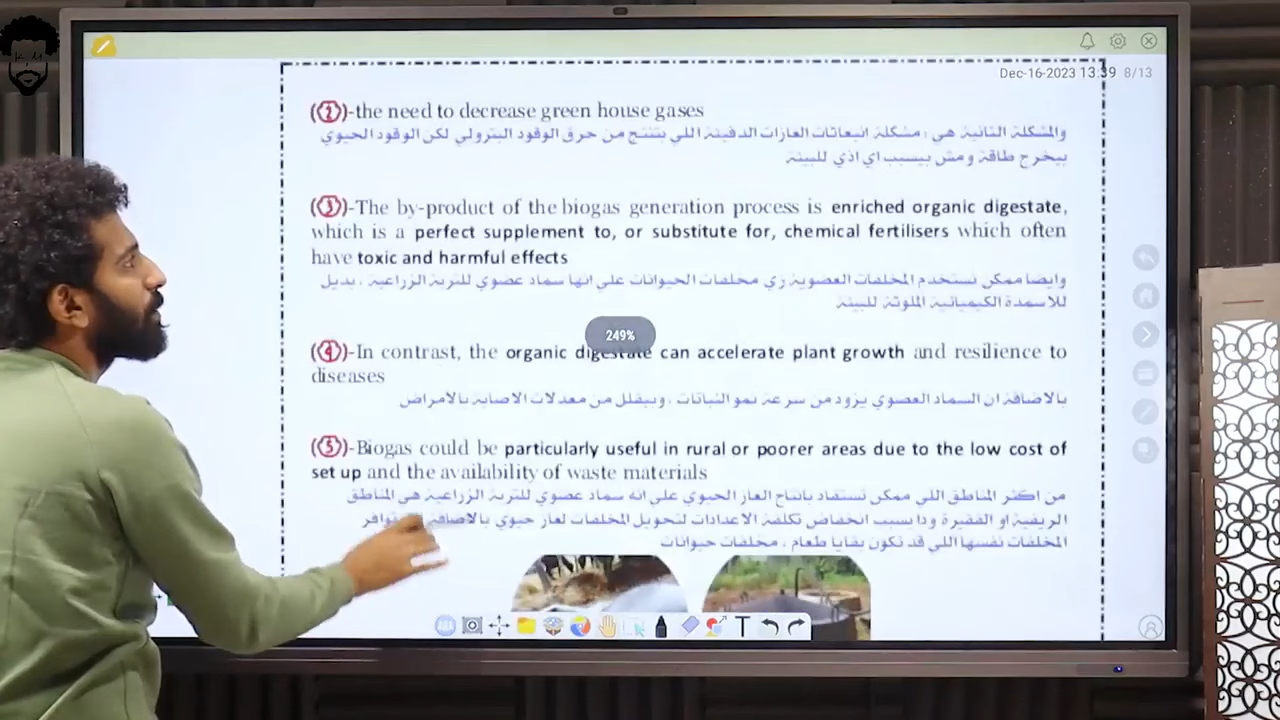 Dec-16-2023 13:39 8/13
(2)-the need to decrease green house gases
والمشكلة الثانية هى ، مشكلة انبعاثات الغازات الدفيئة اللي بتنتج من حرق الوقود البترولي لكن الوقود الحيوي
بيخرج طاقة ومش بيسبب اي اذي للبيئة
(3)-The by-product of the biogas generation process is enriched organic digestate,
which is a perfect supplement to, or substitute for, chemical fertilisers which often
have toxic and harmful effects
وايضا ممكن نستخدم المخلفات العضوية زي مخلفات الحيوانات علي انها سماد عضوي للتربة الزراعية ، بديل
للاسمدة الكيميائية الملوثة للبيئة
249%
(4)-In contrast, the organic digestate can accelerate plant growth and resilience to
diseases
بالاضافة ان السماد العضوي يزود من سرعة نمو النباتات ، وبيقلل من معدلات الاصابة بالامراض
(5)-Biogas could be particularly useful in rural or poorer areas due to the low cost of
set up and the availability of waste materials
من اكثر المناطق اللي ممكن تستفاد بانتاج الغاز الحيوي علي انه سماد عضوي للتربة الزراعية هى المناطق
الريفية او الفقيرة ودا بسبب انخفاض تكلفة الاعدادات لتحويل المخلفات لغاز حيوي بالاضافة
المخلفات نفسها اللي قد تكون بقايا طعام ، مخلفات حيوانات